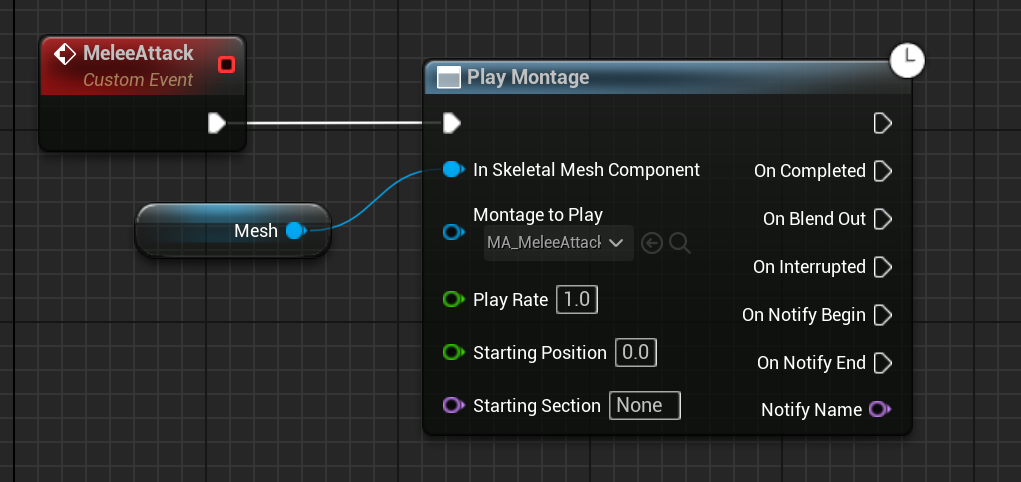 MeleeAttack
Custom Event
Mesh
Play Montage
In Skeletal Mesh Component
Montage to Play
MA_MeleeAttack
Play Rate 1.0
Starting Position 0.0
Starting Section None
On Completed
On Blend Out
On Interrupted
On Notify Begin
On Notify End
Notify Name